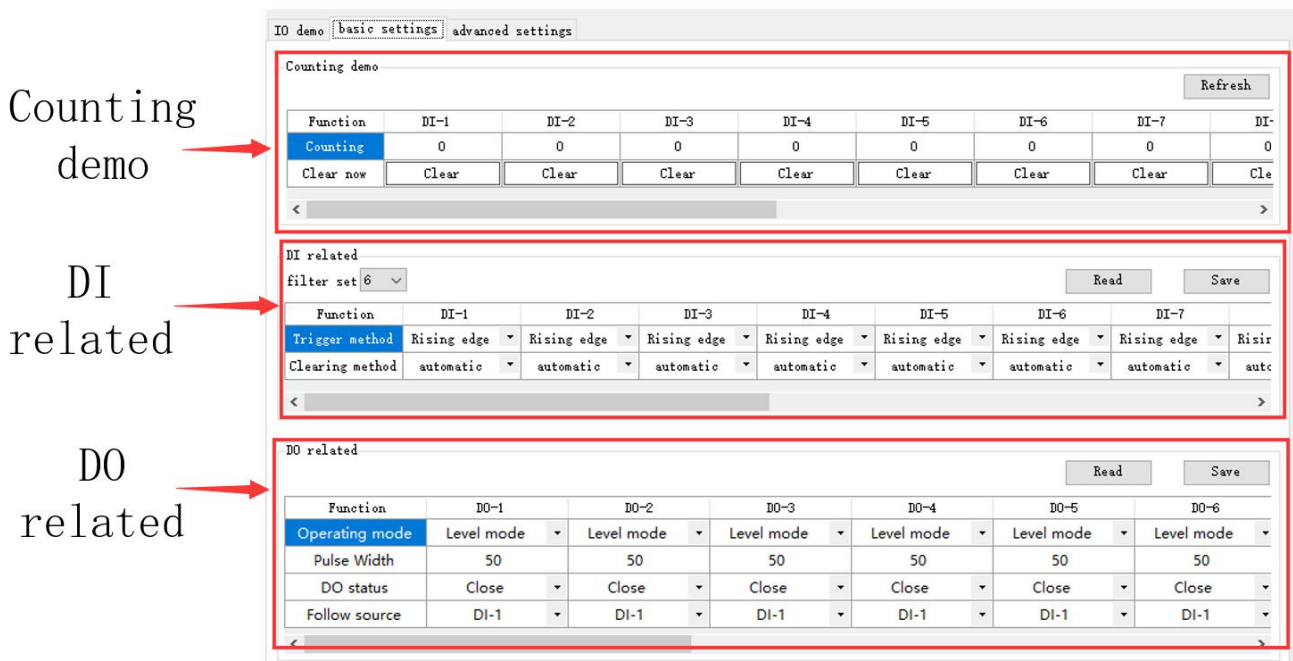 IO demo basic settings advanced settings
Counting demo
Refresh
Counting
demo
Function DI-1 DI-2 DI-3 DI-4 DI-5 DI-6 DI-7 DI-
Counting 0 0 0 0 0 0 0 0
Clear now Clear Clear Clear Clear Clear Clear Clear Cle
DI
related
DI related
filter set 6 Read Save
Function DI-1 DI-2 DI-3 DI-4 DI-5 DI-6 DI-7
Trigger method Rising edge Rising edge Rising edge Rising edge Rising edge Rising edge Rising edge Risin
Clearing method automatic automatic automatic automatic automatic automatic automatic auto
DO
related
DO related
Read Save
Function DO-1 DO-2 DO-3 DO-4 DO-5 DO-6
Operating mode Level mode Level mode Level mode Level mode Level mode Level mode
Pulse Width 50 50 50 50 50 50
DO status Close Close Close Close Close Close
Follow source DI-1 DI-1 DI-1 DI-1 DI-1 DI-1